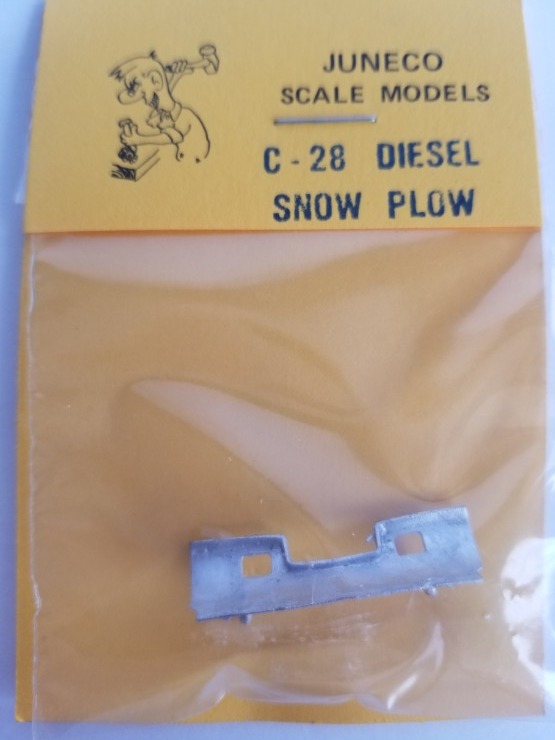 JUNECO
SCALE MODELS
C-28 DIESEL
SNOW PLOW